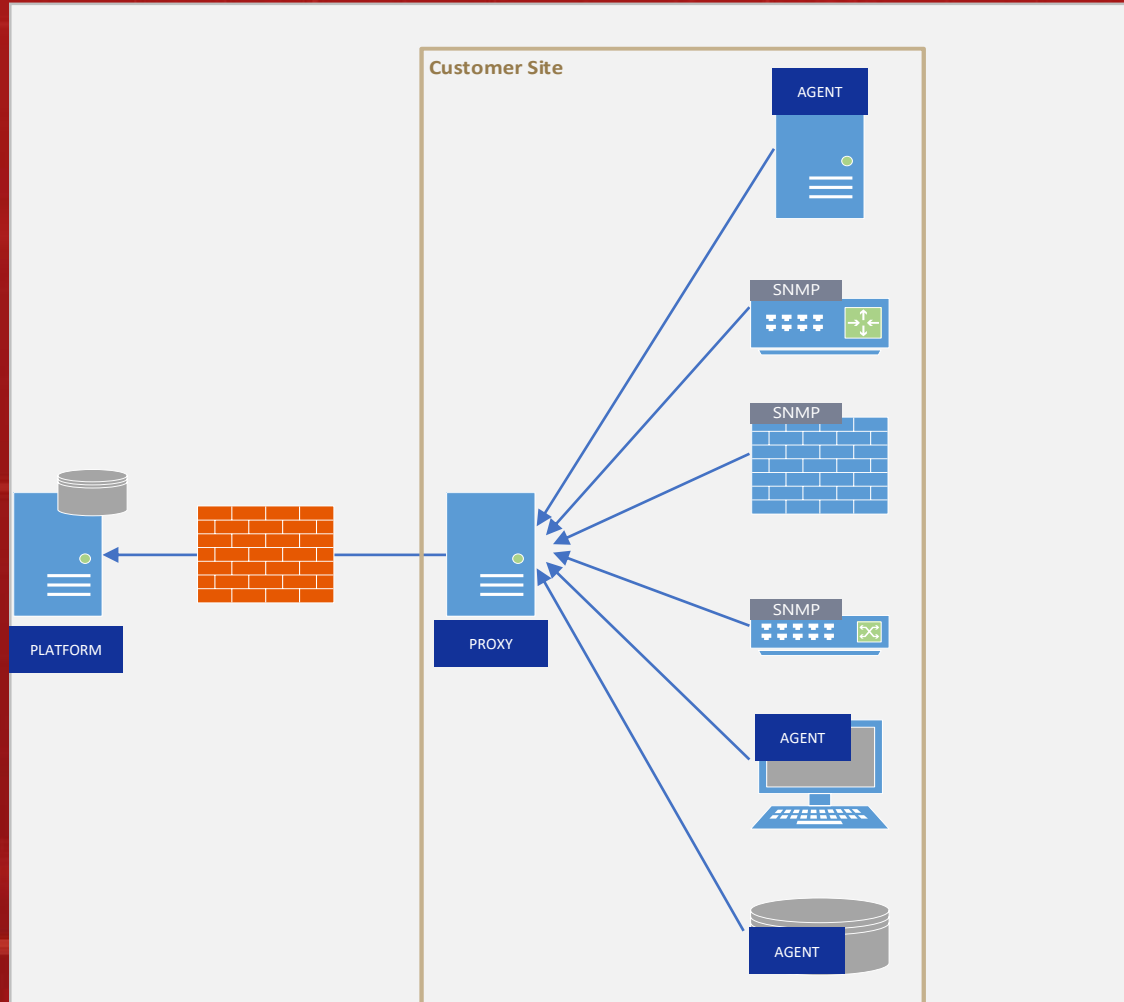 Customer Site
AGENT
SNMP
SNMP
PLATFORM
PROXY
SNMP
AGENT
AGENT